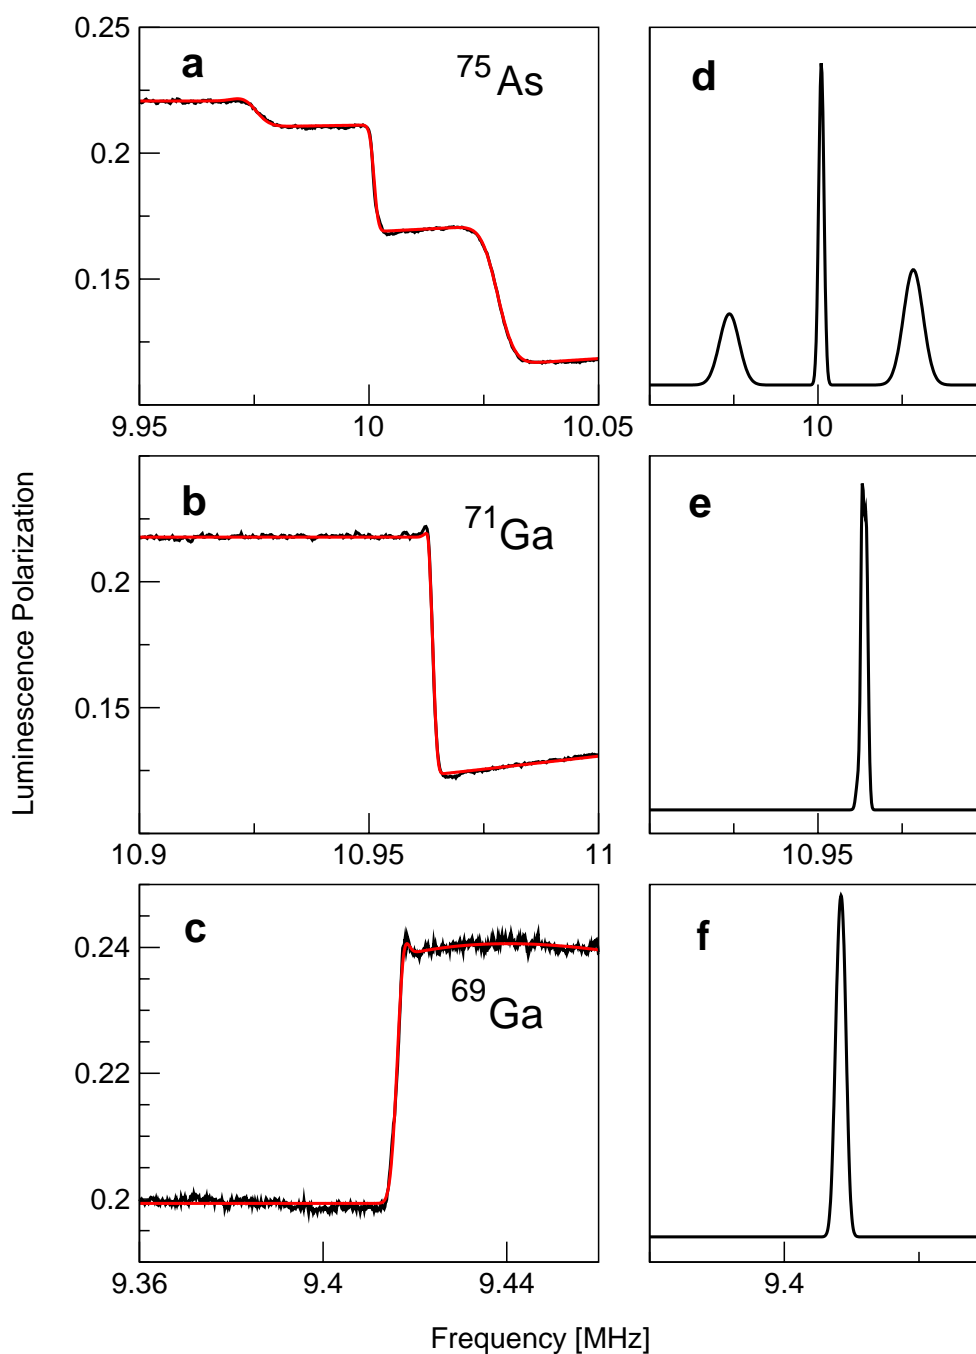 0.25
a
75As
d
0.2
0.15
9.95
10
10.05
10
Luminescence Polarization
b
71Ga
e
0.2
0.15
10.9
10.95
11
10.95
c
69Ga
f
0.24
0.22
0.2
9.36
9.4
9.44
9.4
Frequency [MHz]